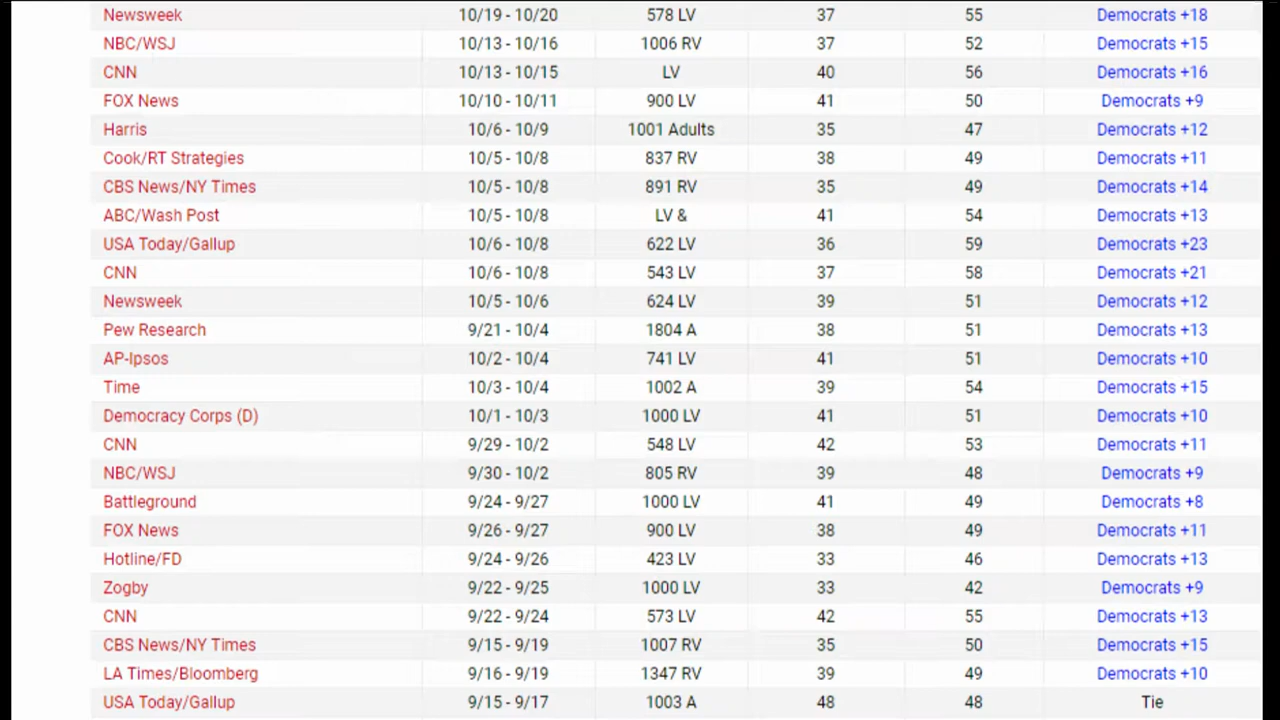 Newsweek 10/19 - 10/20 578 LV 37 55 Democrats +18
NBC/WSJ 10/13 - 10/16 1006 RV 37 52 Democrats +15
CNN 10/13 - 10/15 LV 40 56 Democrats +16
FOX News 10/10 - 10/11 900 LV 41 50 Democrats +9
Harris 10/6 - 10/9 1001 Adults 35 47 Democrats +12
Cook/RT Strategies 10/5 - 10/8 837 RV 38 49 Democrats +11
CBS News/NY Times 10/5 - 10/8 891 RV 35 49 Democrats +14
ABC/Wash Post 10/5 - 10/8 LV & 41 54 Democrats +13
USA Today/Gallup 10/6 - 10/8 622 LV 36 59 Democrats +23
CNN 10/6 - 10/8 543 LV 37 58 Democrats +21
Newsweek 10/5 - 10/6 624 LV 39 51 Democrats +12
Pew Research 9/21 - 10/4 1804 A 38 51 Democrats +13
AP-Ipsos 10/2 - 10/4 741 LV 41 51 Democrats +10
Time 10/3 - 10/4 1002 A 39 54 Democrats +15
Democracy Corps (D) 10/1 - 10/3 1000 LV 41 51 Democrats +10
CNN 9/29 - 10/2 548 LV 42 53 Democrats +11
NBC/WSJ 9/30 - 10/2 805 RV 39 48 Democrats +9
Battleground 9/24 - 9/27 1000 LV 41 49 Democrats +8
FOX News 9/26 - 9/27 900 LV 38 49 Democrats +11
Hotline/FD 9/24 - 9/26 423 LV 33 46 Democrats +13
Zogby 9/22 - 9/25 1000 LV 33 42 Democrats +9
CNN 9/22 - 9/24 573 LV 42 55 Democrats +13
CBS News/NY Times 9/15 - 9/19 1007 RV 35 50 Democrats +15
LA Times/Bloomberg 9/16 - 9/19 1347 RV 39 49 Democrats +10
USA Today/Gallup 9/15 - 9/17 1003 A 48 48 Tie